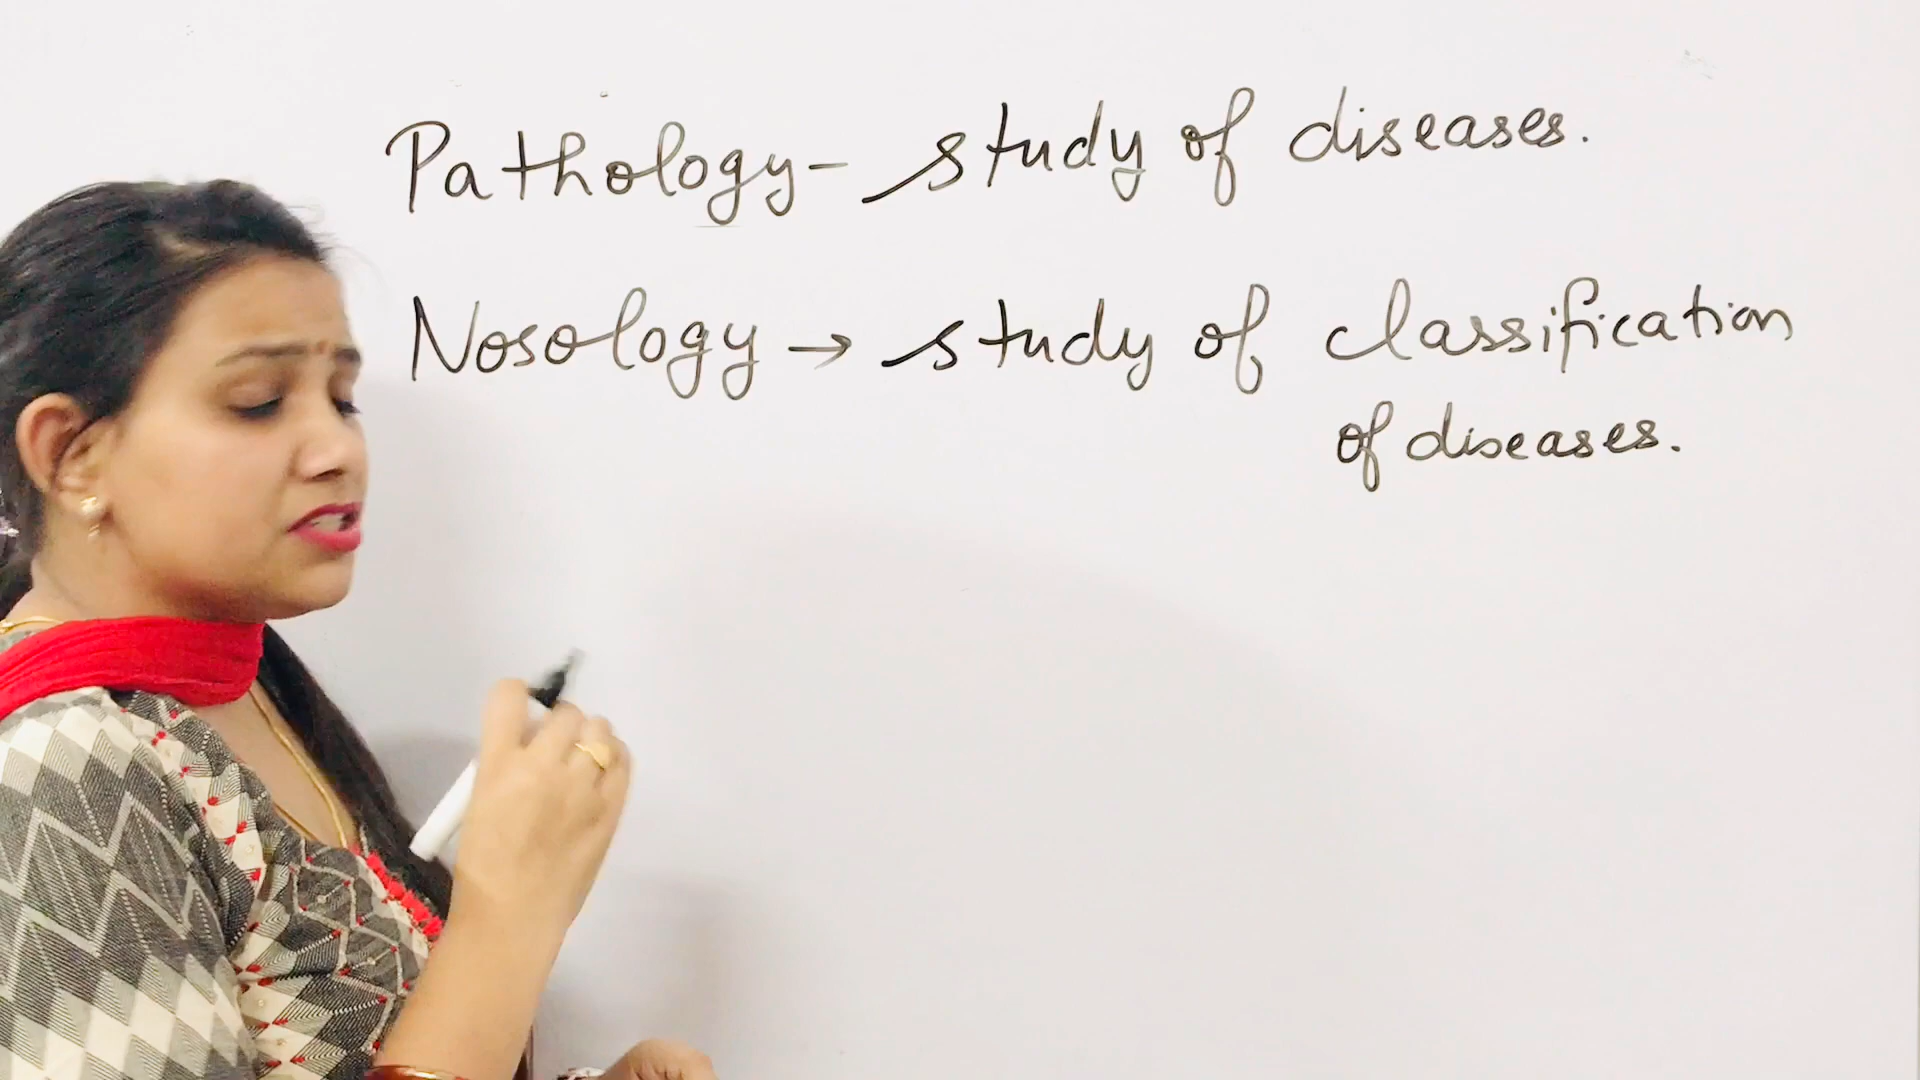 Pathology - study of diseases.
Nosology → study of classification
of diseases.